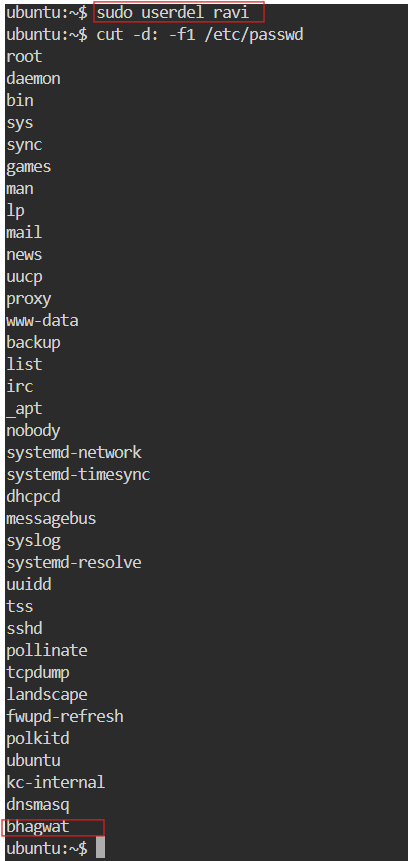 ubuntu:~$ sudo userdel ravi
ubuntu:~$ cut -d: -f1 /etc/passwd
root
daemon
bin
sys
sync
games
man
lp
mail
news
uucp
proxy
www-data
backup
list
irc
_apt
nobody
systemd-network
systemd-timesync
dhcpcd
messagebus
syslog
systemd-resolve
uuidd
tss
sshd
pollinate
tcpdump
landscape
fwupd-refresh
polkitd
ubuntu
kc-internal
dnsmasq
bhagwat
ubuntu:~$